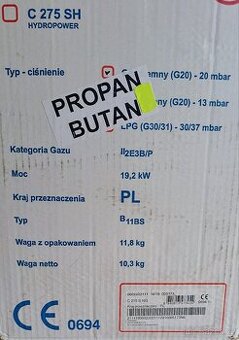 C 275 SH
HYDROPOWER
Typ - ciśnienie
(G20) - 20 mbar
PROPAN
BUTAN
(G20) - 13 mbar
LPG (G30/31) - 30/37 mbar
Kategoria Gazu II2E3B/P
Moc 19,2 kW
Kraj przeznaczenia PL
Typ B11BS
Waga z opakowaniem 11,8 kg
Waga netto 10,3 kg
CE 0694